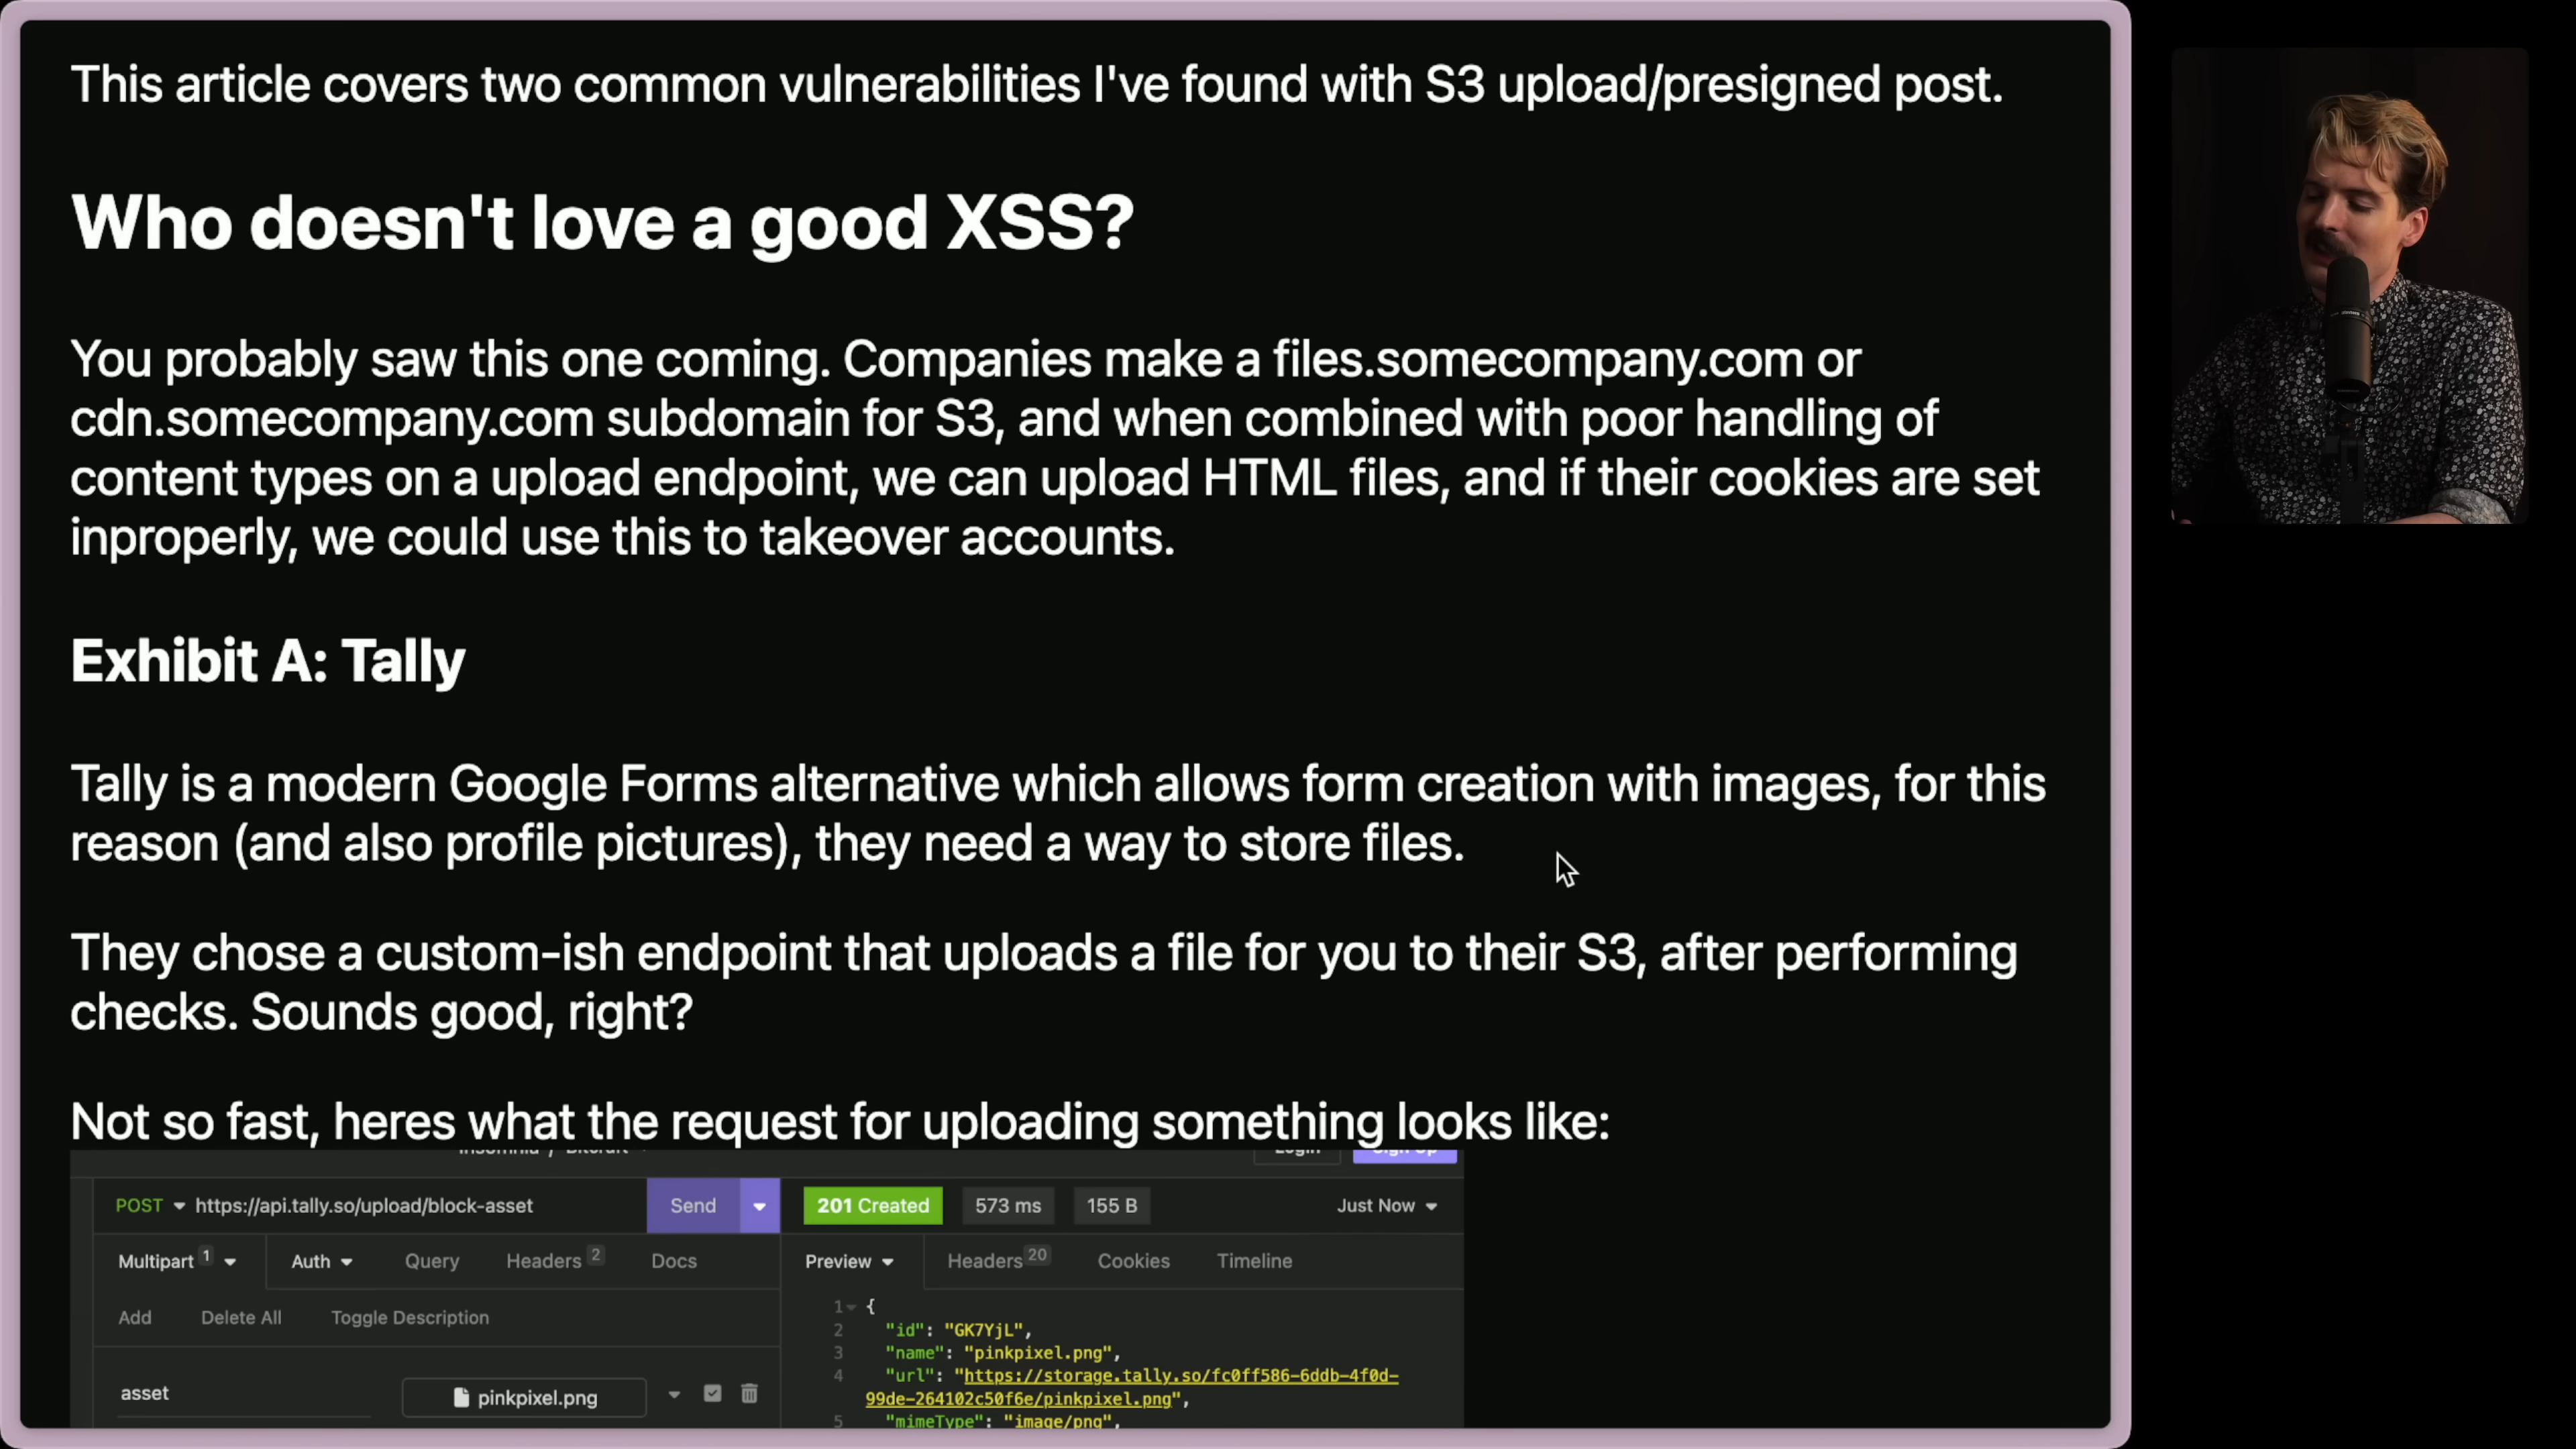 This article covers two common vulnerabilities I've found with S3 upload/presigned post.
Who doesn't love a good XSS?
You probably saw this one coming. Companies make a files.somecompany.com or
cdn.somecompany.com subdomain for S3, and when combined with poor handling of
content types on a upload endpoint, we can upload HTML files, and if their cookies are set
inproperly, we could use this to takeover accounts.
Exhibit A: Tally
Tally is a modern Google Forms alternative which allows form creation with images, for this
reason (and also profile pictures), they need a way to store files.
They chose a custom-ish endpoint that uploads a file for you to their S3, after performing
checks. Sounds good, right?
Not so fast, heres what the request for uploading something looks like:
Login Sign Up
POST https://api.tally.so/upload/block-asset Send 201 Created 573 ms 155 B Just Now
Multipart 1 Auth Query Headers 2 Docs Preview Headers 20 Cookies Timeline
Add Delete All Toggle Description
asset pinkpixel.png
1 {
2 "id": "GK7YjL",
3 "name": "pinkpixel.png",
4 "url": "https://storage.tally.so/fc0ff586-6ddb-4f0d-
99de-264102c50f6e/pinkpixel.png",
5 "mimeType": "image/png",